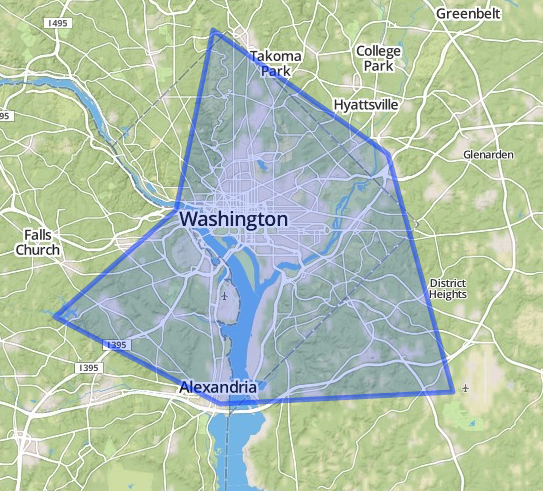 Greenbelt
I 495
Takoma
Park
College
Park
Hyattsville
95
Glenarden
Washington
Falls
Church
District
Heights
I 395
I 395
Alexandria